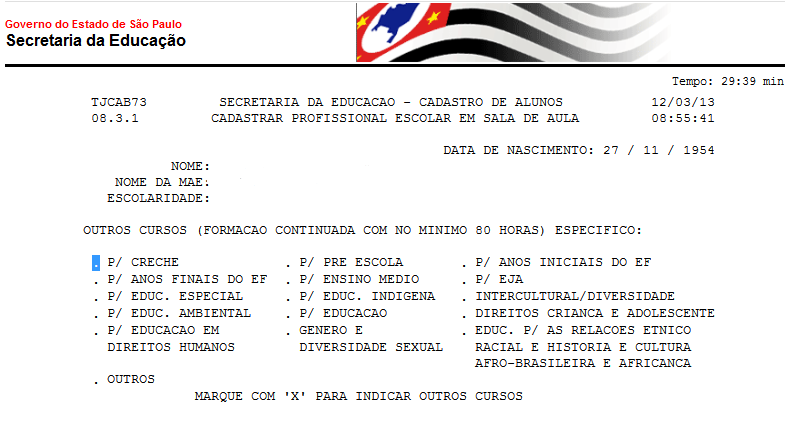 Governo do Estado de São Paulo
Secretaria da Educação
Tempo: 29:39 min
TJCAB73 SECRETARIA DA EDUCACAO - CADASTRO DE ALUNOS 12/03/13
08.3.1 CADASTRAR PROFISSIONAL ESCOLAR EM SALA DE AULA 08:55:41
DATA DE NASCIMENTO: 27 / 11 / 1954
NOME:
NOME DA MAE:
ESCOLARIDADE:
OUTROS CURSOS (FORMACAO CONTINUADA COM NO MINIMO 80 HORAS) ESPECIFICO:
. P/ CRECHE . P/ PRE ESCOLA . P/ ANOS INICIAIS DO EF
. P/ ANOS FINAIS DO EF . P/ ENSINO MEDIO . P/ EJA
. P/ EDUC. ESPECIAL . P/ EDUC. INDIGENA . INTERCULTURAL/DIVERSIDADE
. P/ EDUC. AMBIENTAL . P/ EDUCACAO . DIREITOS CRIANCA E ADOLESCENTE
. P/ EDUCACAO EM . GENERO E . EDUC. P/ AS RELACOES ETNICO
DIREITOS HUMANOS DIVERSIDADE SEXUAL RACIAL E HISTORIA E CULTURA
AFRO-BRASILEIRA E AFRICANCA
. OUTROS
MARQUE COM 'X' PARA INDICAR OUTROS CURSOS